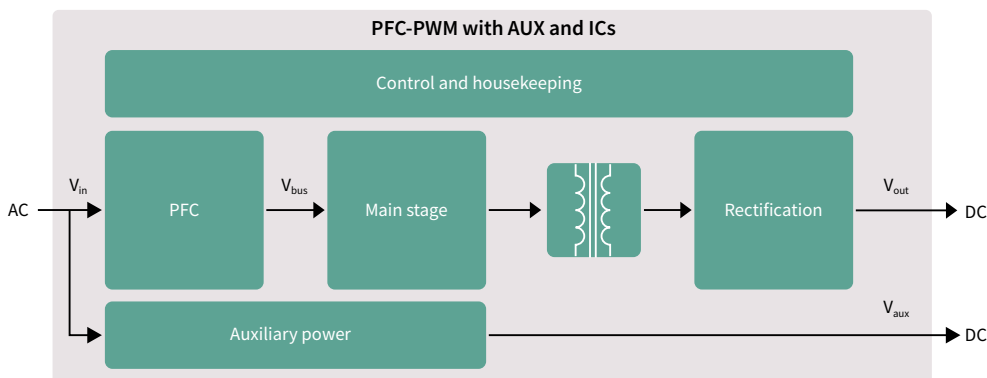 PFC-PWM with AUX and ICs
Control and housekeeping
AC
Vin
PFC
Vbus
Main stage
Rectification
Vout
DC
Auxiliary power
Vaux
DC